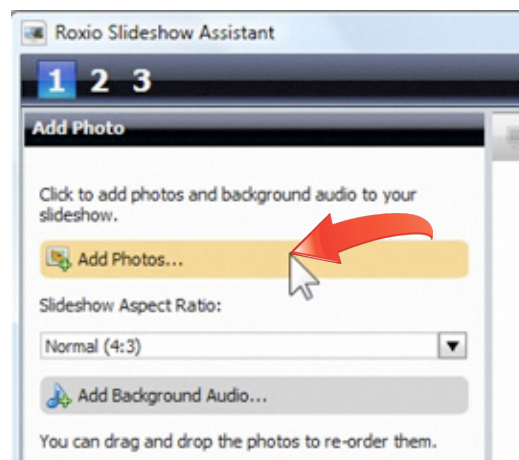 Roxio Slideshow Assistant
1 2 3
Add Photo
Click to add photos and background audio to your
slideshow.
Add Photos...
Slideshow Aspect Ratio:
Normal (4:3)
Add Background Audio...
You can drag and drop the photos to re-order them.